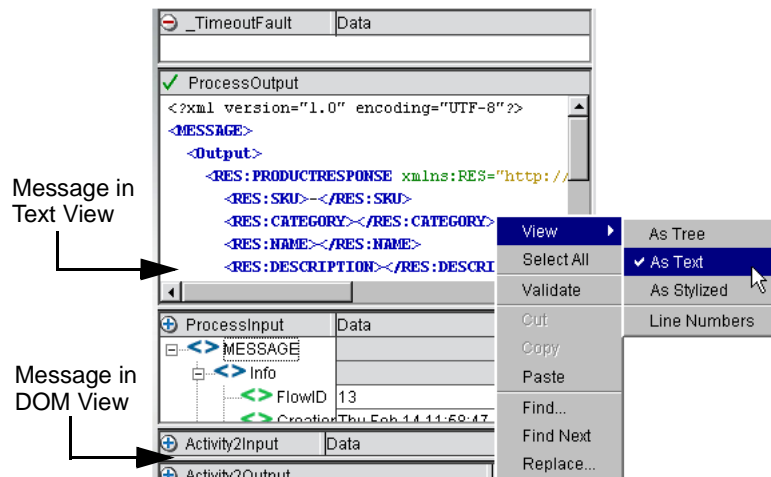 _TimeoutFault Data
ProcessOutput
<?xml version="1.0" encoding="UTF-8"?>
<MESSAGE>
<Output>
<RES:PRODUCTRESPONSE xmlns:RES="http:/
<RES:SKU>-</RES:SKU>
<RES:CATEGORY></RES:CATEGORY>
<RES:NAME></RES:NAME>
<RES:DESCRIPTION></RES:DESCRI
Message in
Text View
View
Select All
Validate
Cut
Copy
Paste
Find...
Find Next
Replace...
As Tree
As Text
As Stylized
Line Numbers
ProcessInput Data
MESSAGE
Info
FlowID 13
Creation Thu Feb 14 11:58:47
Message in
DOM View
Activity2Input Data
Activity2Output